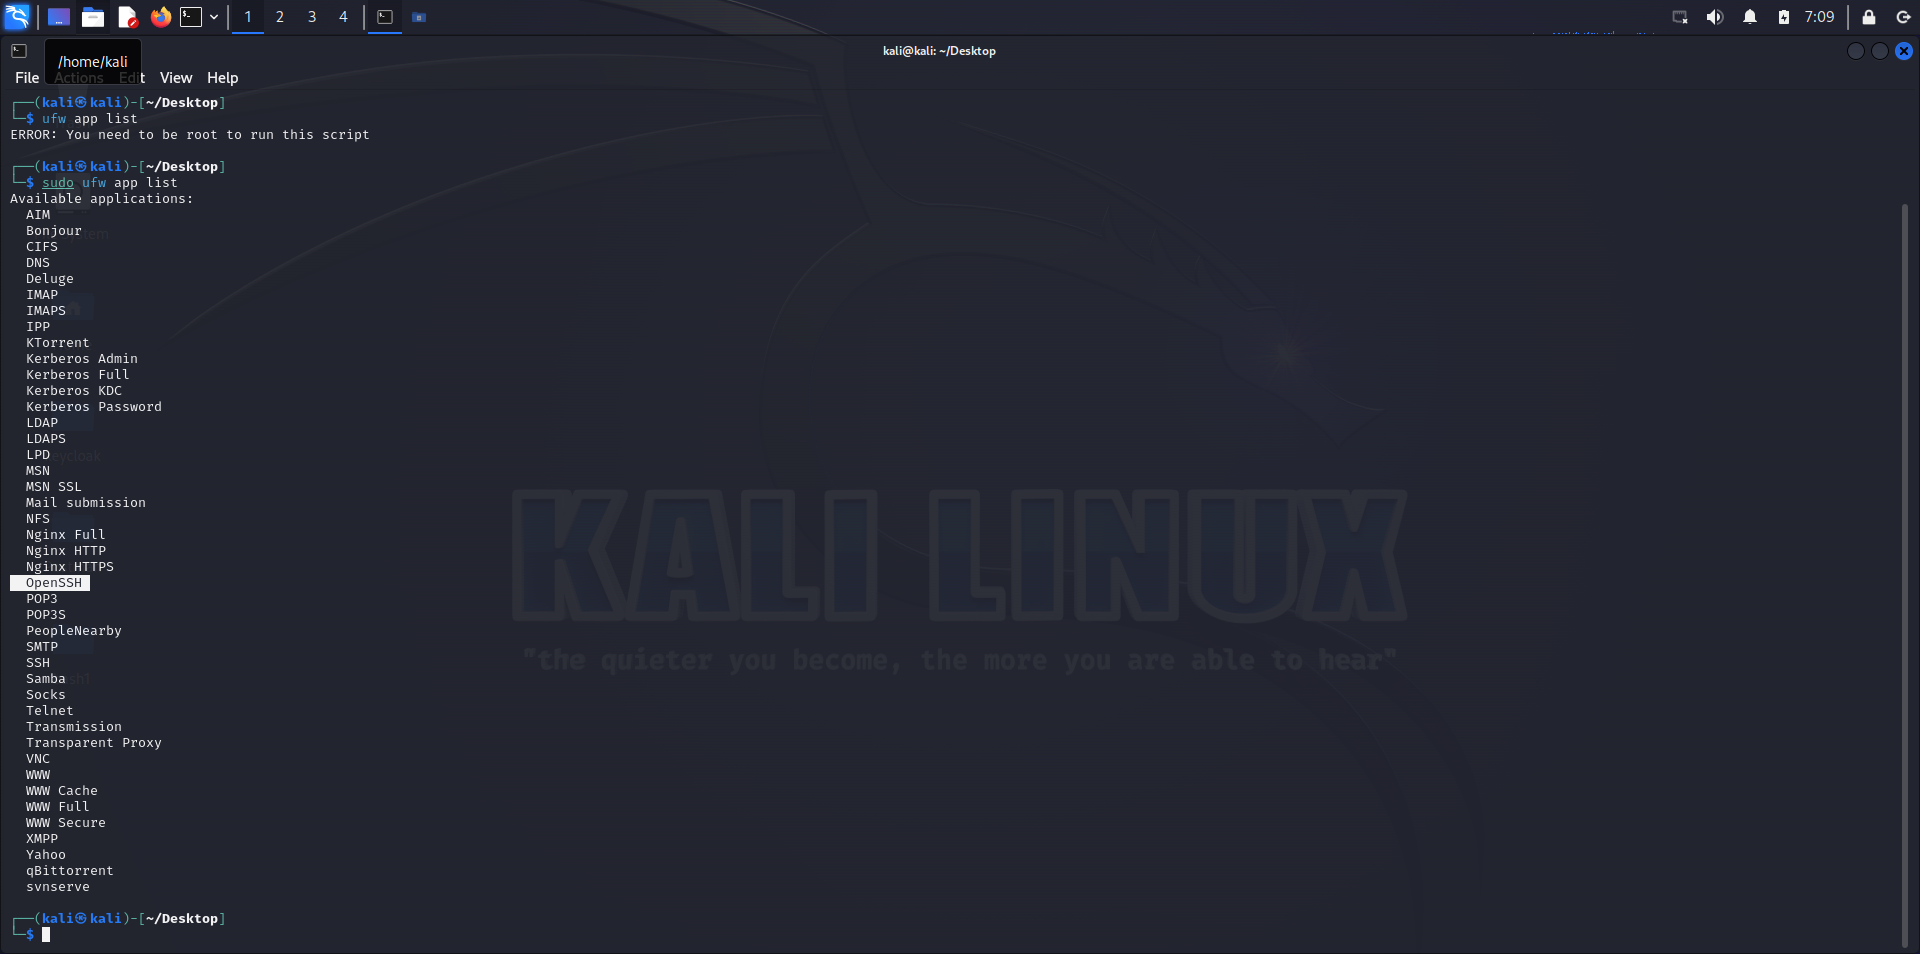 1 2 3 4 7:09
kali@kali: ~/Desktop
/home/kali
File Actions Edit View Help
┌──(kali㉿kali)-[~/Desktop]
└─$ ufw app list
ERROR: You need to be root to run this script
┌──(kali㉿kali)-[~/Desktop]
└─$ sudo ufw app list
Available applications:
AIM
Bonjour
CIFS
DNS
Deluge
IMAP
IMAPS
IPP
KTorrent
Kerberos Admin
Kerberos Full
Kerberos KDC
Kerberos Password
LDAP
LDAPS
LPD
MSN
MSN SSL
Mail submission
NFS
Nginx Full
Nginx HTTP
Nginx HTTPS
OpenSSH
POP3
POP3S
PeopleNearby
SMTP
SSH
Samba
Socks
Telnet
Transmission
Transparent Proxy
VNC
WWW
WWW Cache
WWW Full
WWW Secure
XMPP
Yahoo
qBittorrent
svnserve
┌──(kali㉿kali)-[~/Desktop]
└─$
KALI LINUX
"the quieter you become, the more you are able to hear"